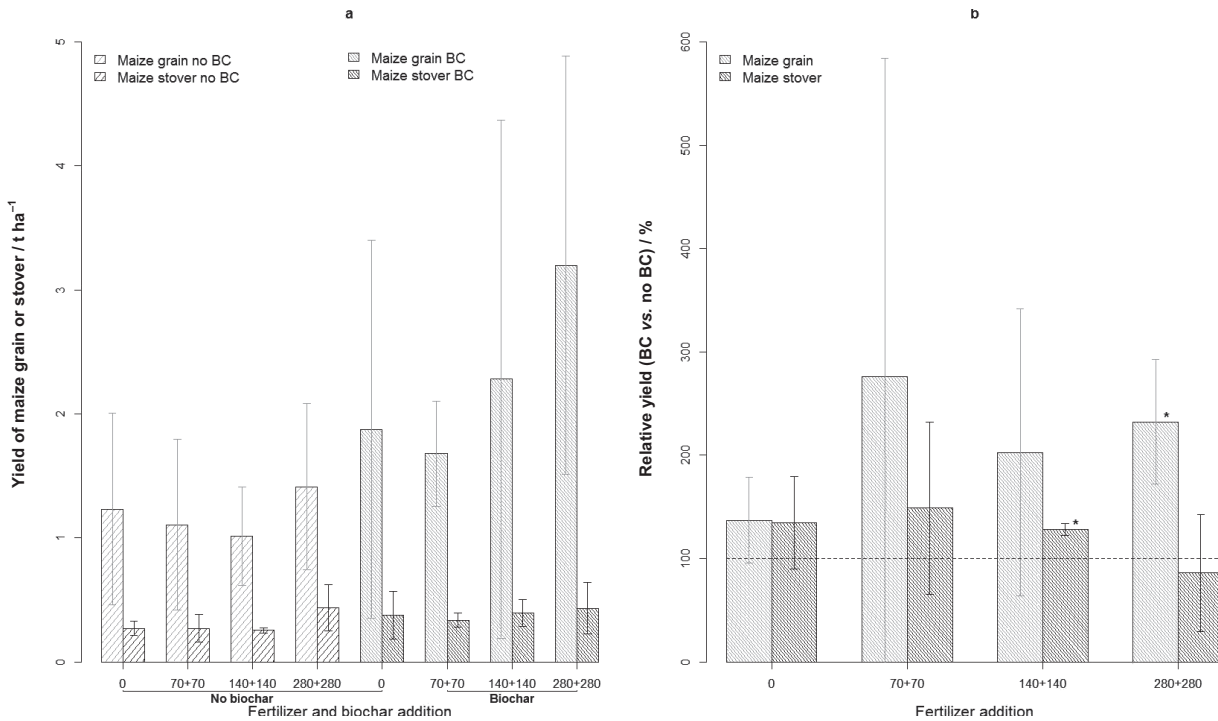 a
Yield of maize grain or stover / t ha⁻¹
5
4
3
2
1
0
Maize grain no BC
Maize stover no BC
Maize grain BC
Maize stover BC
0 70+70 140+140 280+280 0 70+70 140+140 280+280
No biochar Biochar
Fertilizer and biochar addition
b
Relative yield (BC vs. no BC) / %
600
500
400
300
200
100
0
Maize grain
Maize stover
*
*
0 70+70 140+140 280+280
Fertilizer addition